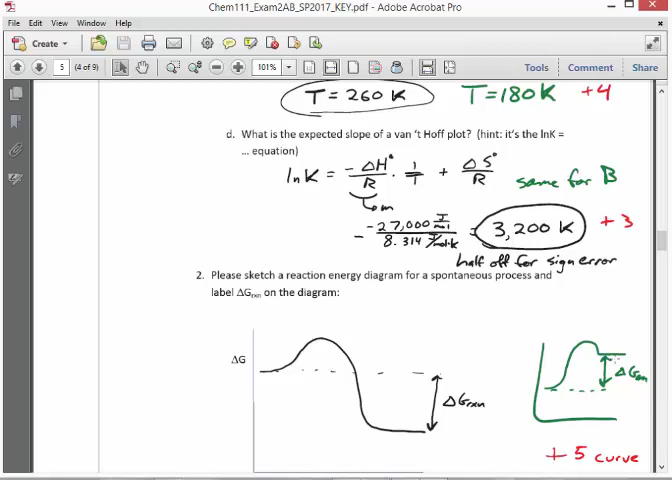 Chem111_Exam2AB_SP2017_KEY.pdf - Adobe Acrobat Pro
File Edit View Window Help
Create
5 (4 of 9) 101% Tools Comment Share
T = 260 K T = 180K +4
d. What is the expected slope of a van 't Hoff plot? (hint: it's the lnK =
... equation)
lnK = -ΔH°/R · 1/T + ΔS°/R
same for B
m
- -27,000 J/mol / 8.314 J/mol·K = 3,200 K +3
half off for sign error
2. Please sketch a reaction energy diagram for a spontaneous process and
label ΔGrxn on the diagram:
ΔG
ΔGrxn
ΔGrxn
+5 curve